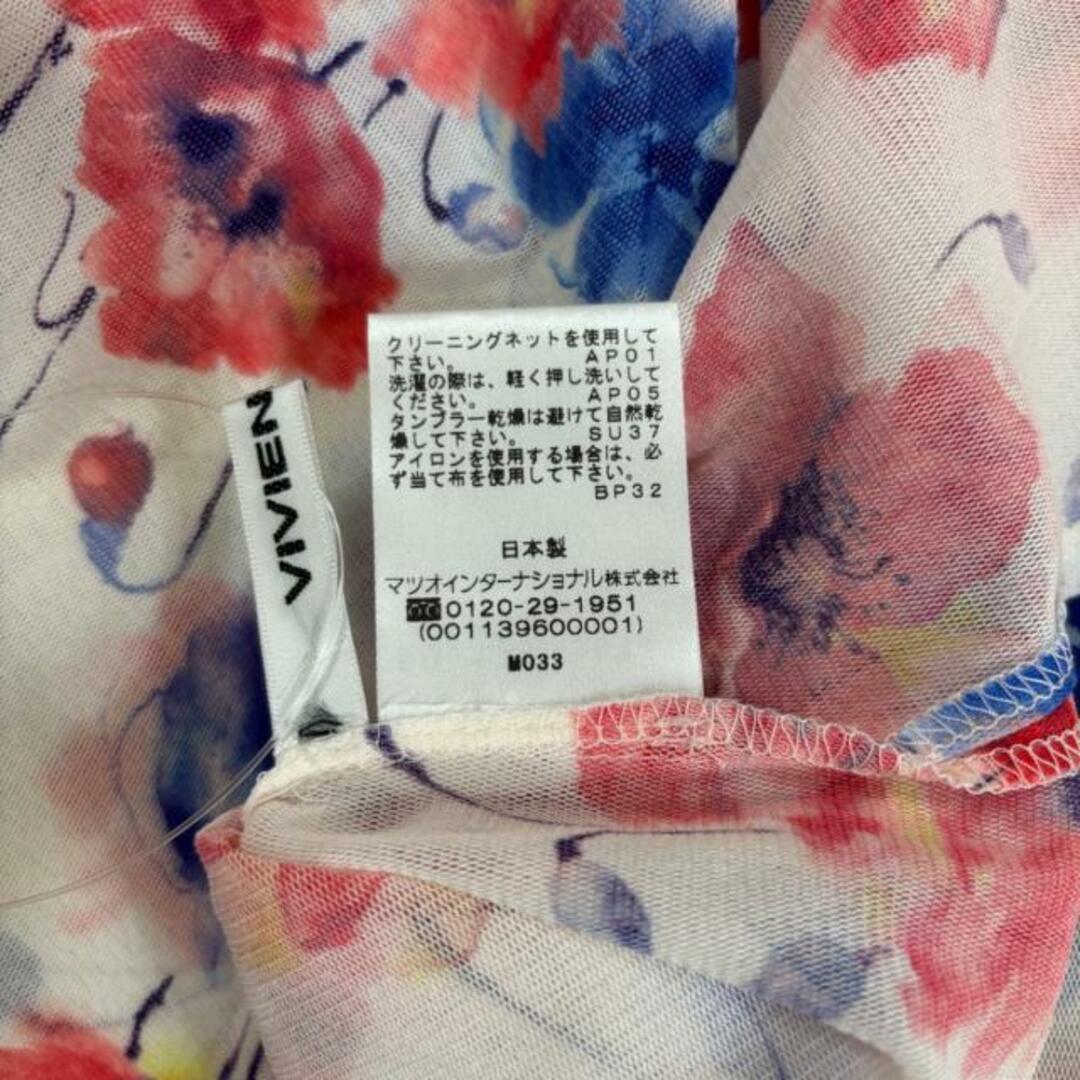 クリーニングネットを使用して
下さい。 AP01
洗濯の際は、軽く押し洗いして
ください。 AP05
タンブラー乾燥は避けて自然乾
燥して下さい。 SU37
アイロンを使用する場合は、必
ず当て布を使用して下さい。
BP32
日本製
マツオインターナショナル株式会社
0120-29-1951
(001139600001)
M033
VIVIEN